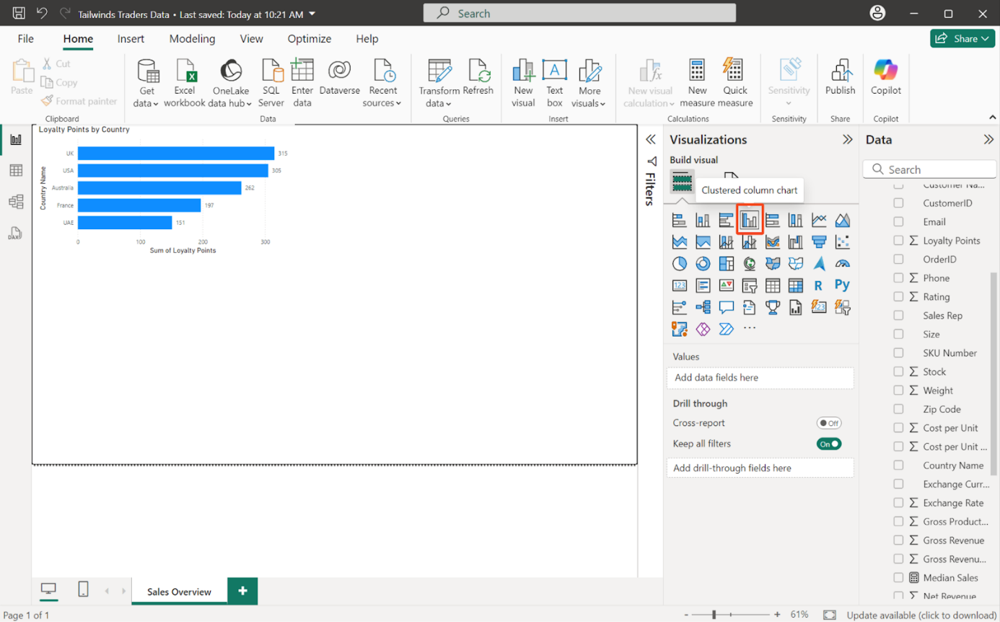 Tailwinds Traders Data • Last saved: Today at 10:21 AM
Search
File Home Insert Modeling View Optimize Help
Share
Paste
Cut
Copy
Format painter
Clipboard
Get data
Excel workbook
OneLake data hub
SQL Server
Enter data
Dataverse
Recent sources
Data
Transform data
Refresh
Queries
New visual
A
Text box
More visuals
Insert
New visual calculation
New measure
Quick measure
Calculations
Sensitivity
Sensitivity
Publish
Share
Copilot
Copilot
DAX
Loyalty Points by Country
Country Name
UK 315
USA 305
Australia 262
France 197
UAE 151
0 100 200 300
Sum of Loyalty Points
Filters
Visualizations
Build visual
Clustered column chart
123
R
Py
123
...
Values
Add data fields here
Drill through
Cross-report
Off
Keep all filters
On
Add drill-through fields here
Data
Search
Customer Na...
CustomerID
Email
Loyalty Points
OrderID
Phone
Rating
Sales Rep
Size
SKU Number
Stock
Weight
Zip Code
Cost per Unit
Cost per Unit ...
Country Name
Exchange Curr...
Exchange Rate
Gross Product...
Gross Revenue
Gross Revenu...
Median Sales
Net Revenue
Sales Overview
+
Page 1 of 1
- + 61%
Update available (click to download)